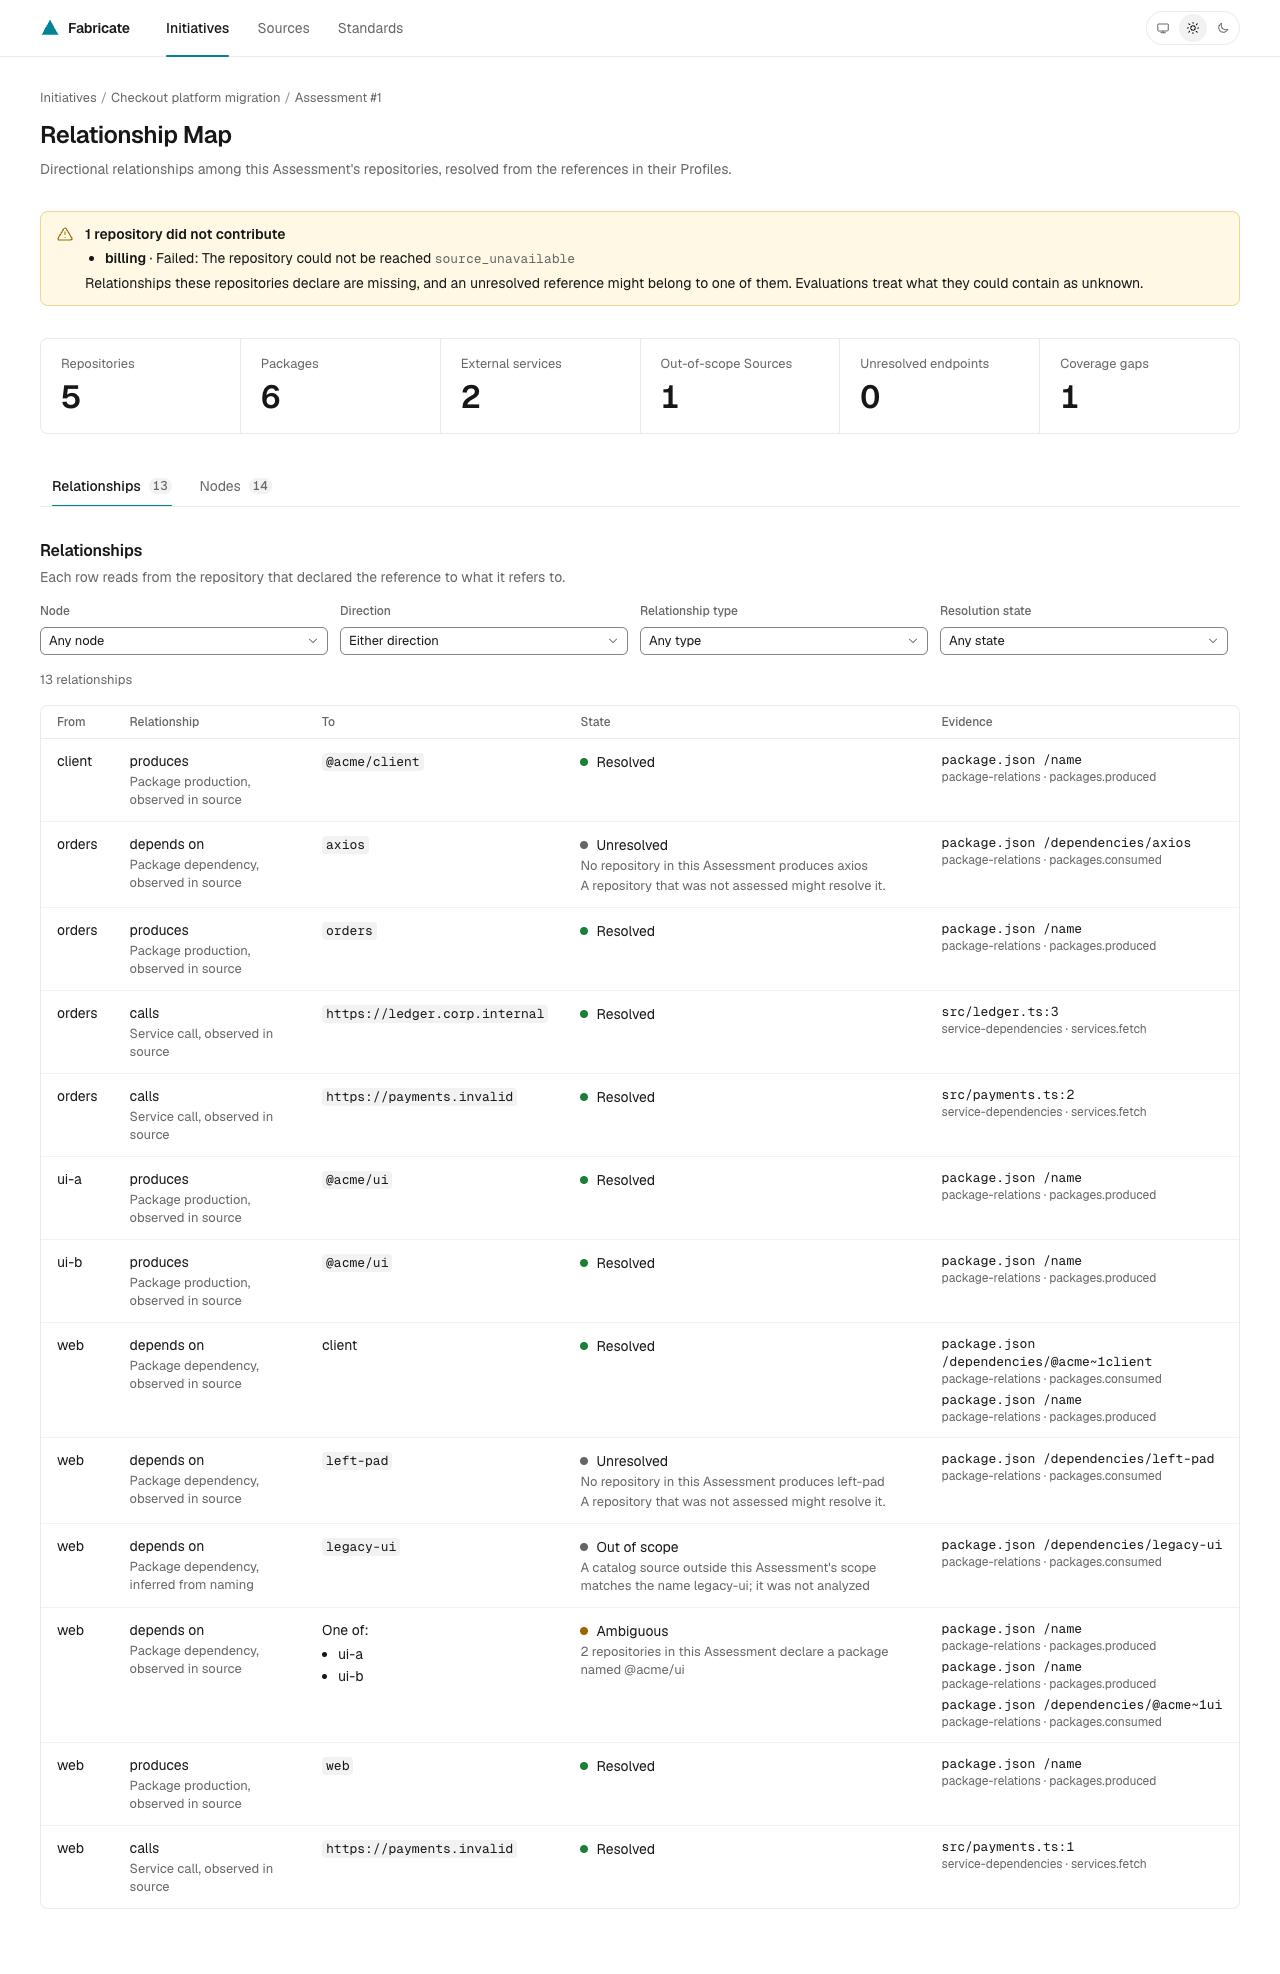 Fabricate
Initiatives
Sources
Standards
Initiatives / Checkout platform migration / Assessment #1
Relationship Map
Directional relationships among this Assessment's repositories, resolved from the references in their Profiles.
1 repository did not contribute
• billing · Failed: The repository could not be reached source_unavailable
Relationships these repositories declare are missing, and an unresolved reference might belong to one of them. Evaluations treat what they could contain as unknown.
Repositories
5
Packages
6
External services
2
Out-of-scope Sources
1
Unresolved endpoints
0
Coverage gaps
1
Relationships 13
Nodes 14
Relationships
Each row reads from the repository that declared the reference to what it refers to.
Node
Any node
Direction
Either direction
Relationship type
Any type
Resolution state
Any state
13 relationships
From Relationship To State Evidence
client
produces
Package production,
observed in source
@acme/client
Resolved
package.json /name
package-relations · packages.produced
orders
depends on
Package dependency,
observed in source
axios
Unresolved
No repository in this Assessment produces axios
A repository that was not assessed might resolve it.
package.json /dependencies/axios
package-relations · packages.consumed
orders
produces
Package production,
observed in source
orders
Resolved
package.json /name
package-relations · packages.produced
orders
calls
Service call, observed in
source
https://ledger.corp.internal
Resolved
src/ledger.ts:3
service-dependencies · services.fetch
orders
calls
Service call, observed in
source
https://payments.invalid
Resolved
src/payments.ts:2
service-dependencies · services.fetch
ui-a
produces
Package production,
observed in source
@acme/ui
Resolved
package.json /name
package-relations · packages.produced
ui-b
produces
Package production,
observed in source
@acme/ui
Resolved
package.json /name
package-relations · packages.produced
web
depends on
Package dependency,
observed in source
client
Resolved
package.json
/dependencies/@acme~1client
package-relations · packages.consumed
package.json /name
package-relations · packages.produced
web
depends on
Package dependency,
observed in source
left-pad
Unresolved
No repository in this Assessment produces left-pad
A repository that was not assessed might resolve it.
package.json /dependencies/left-pad
package-relations · packages.consumed
web
depends on
Package dependency,
inferred from naming
legacy-ui
Out of scope
A catalog source outside this Assessment's scope
matches the name legacy-ui; it was not analyzed
package.json /dependencies/legacy-ui
package-relations · packages.consumed
web
depends on
Package dependency,
observed in source
One of:
• ui-a
• ui-b
Ambiguous
2 repositories in this Assessment declare a package
named @acme/ui
package.json /name
package-relations · packages.produced
package.json /name
package-relations · packages.produced
package.json /dependencies/@acme~1ui
package-relations · packages.consumed
web
produces
Package production,
observed in source
web
Resolved
package.json /name
package-relations · packages.produced
web
calls
Service call, observed in
source
https://payments.invalid
Resolved
src/payments.ts:1
service-dependencies · services.fetch